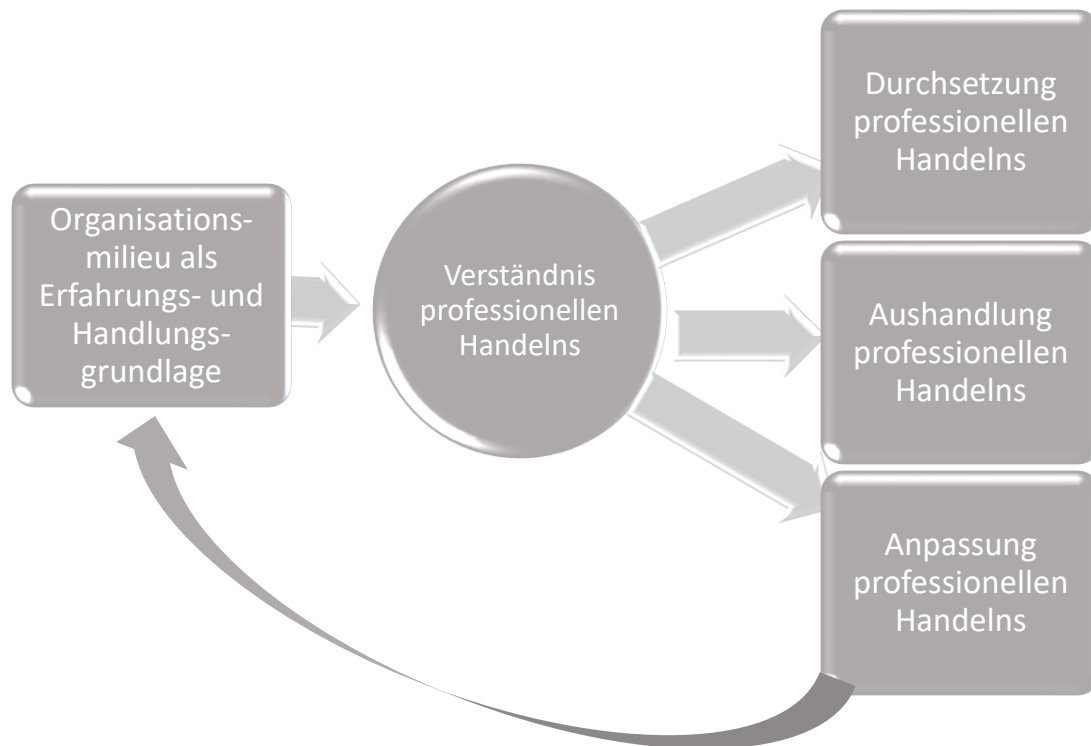 Organisations-
milieu als
Erfahrungs- und
Handlungs-
grundlage
Verständnis
professionellen
Handelns
Durchsetzung
professionellen
Handelns
Aushandlung
professionellen
Handelns
Anpassung
professionellen
Handelns